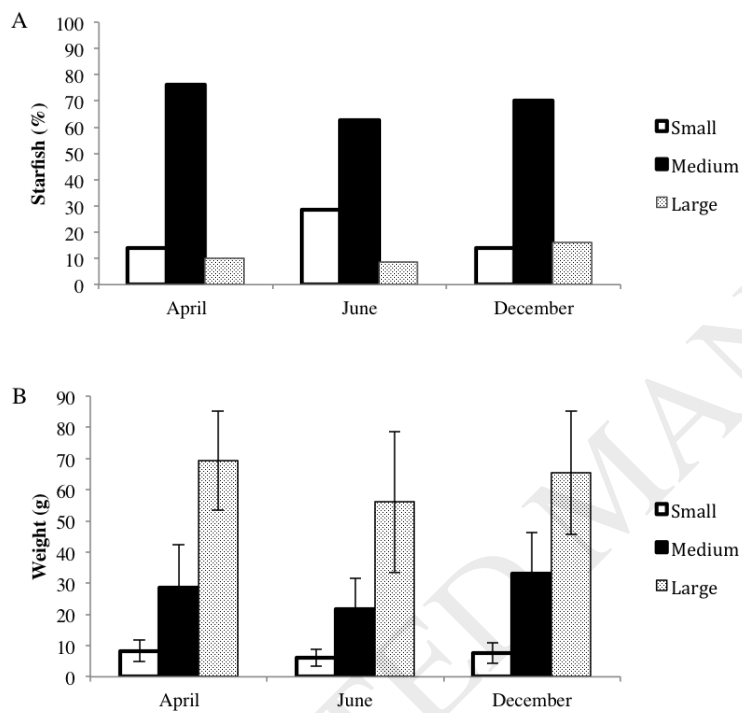 A
100
90
80
70
60
50
40
30
20
10
0
Starfish (%)
April
June
December
Small
Medium
Large
B
90
80
70
60
50
40
30
20
10
0
Weight (g)
April
June
December
Small
Medium
Large